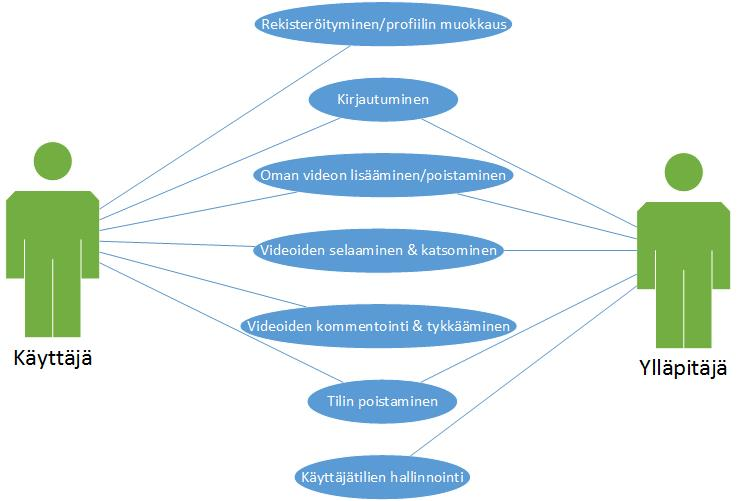 Rekisteröityminen/profiilin muokkaus
Kirjautuminen
Oman videon lisääminen/poistaminen
Videoiden selaaminen & katsominen
Videoiden kommentointi & tykkääminen
Käyttäjä
Ylläpitäjä
Tilin poistaminen
Käyttäjätilien hallinnointi